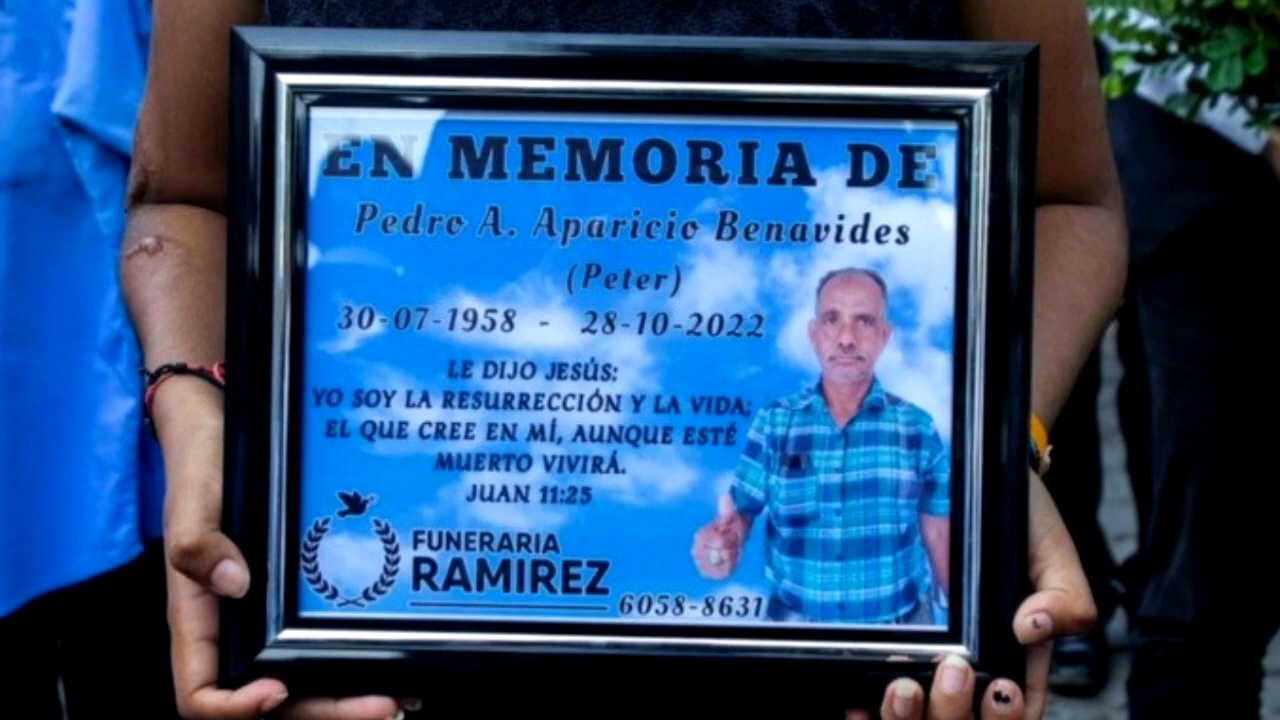 EN MEMORIA DE
Pedro A. Aparicio Benavides
(Peter)
30-07-1958 - 28-10-2022
LE DIJO JESÚS:
YO SOY LA RESURRECCIÓN Y LA VIDA;
EL QUE CREE EN MÍ, AUNQUE ESTÉ
MUERTO VIVIRÁ.
JUAN 11:25
FUNERARIA
RAMIREZ
6058-8631